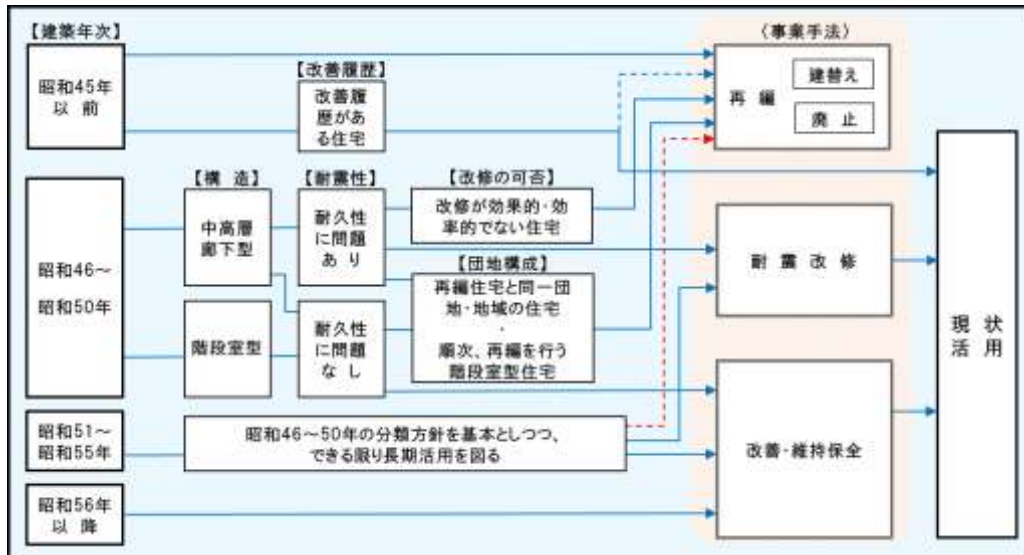 【建築年次】
〈事業手法〉
昭和45年
以 前
【改善履歴】
改善履
歴があ
る住宅
再 編
建替え
廃 止
【構 造】
【耐震性】
【改修の可否】
昭和46～
昭和50年
中高層
廊下型
耐久性
に問題
あ り
改修が効果的・効
率的でない住宅
【団地構成】
再編住宅と同一団
地・地域の住宅
・
順次、再編を行う
階段室型住宅
階段室型
耐久性
に問題
な し
耐 震 改 修
現 状
活 用
昭和51～
昭和55年
昭和46～50年の分類方針を基本としつつ、
できる限り長期活用を図る
改善・維持保全
昭和56年
以 降